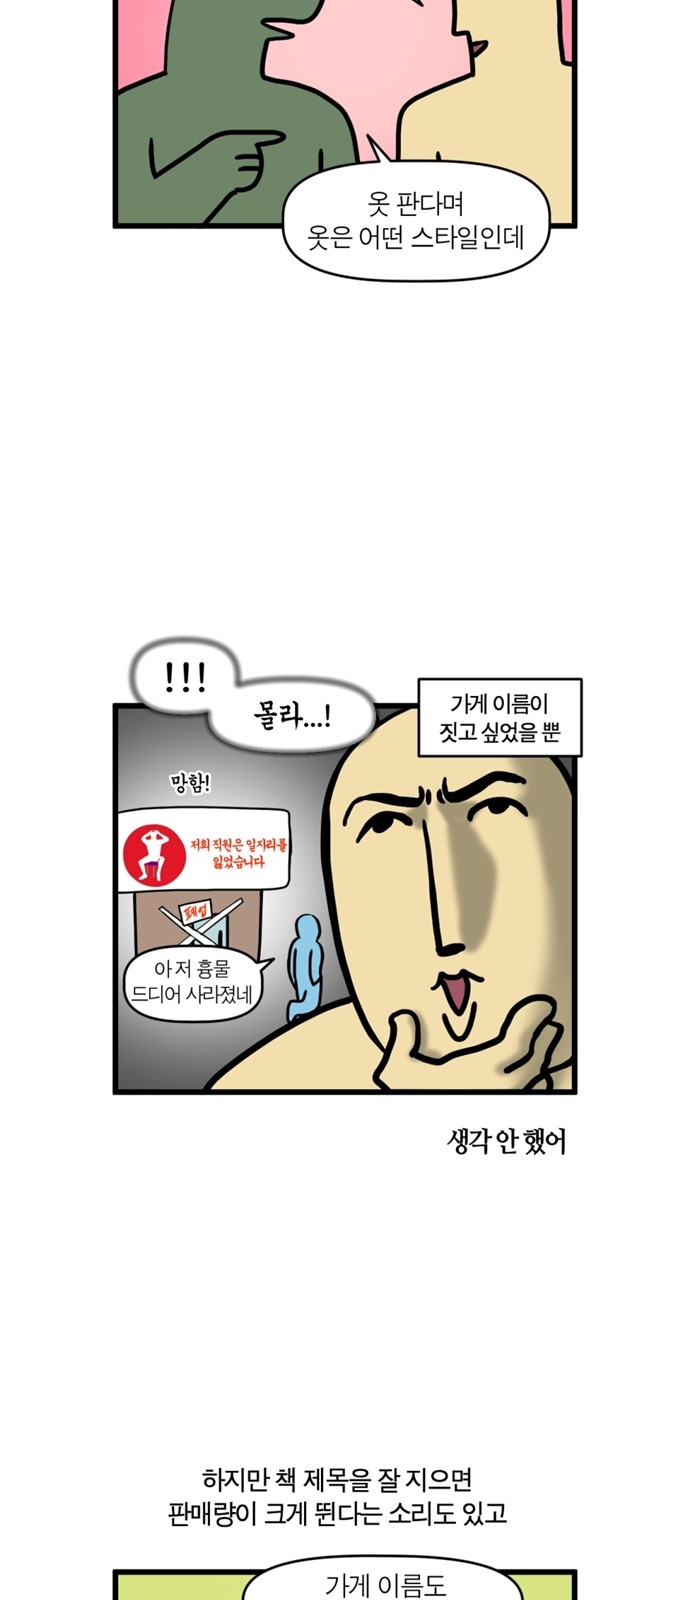 옷 판다며
옷은 어떤 스타일인데
!!!
몰라...!
가게 이름이
짓고 싶었을 뿐
망함!
저희 직원은 일자리를
잃었습니다
폐업
아 저 흉물
드디어 사라졌네
생각 안 했어
하지만 책 제목을 잘 지으면
판매량이 크게 뛴다는 소리도 있고
가게 이름도